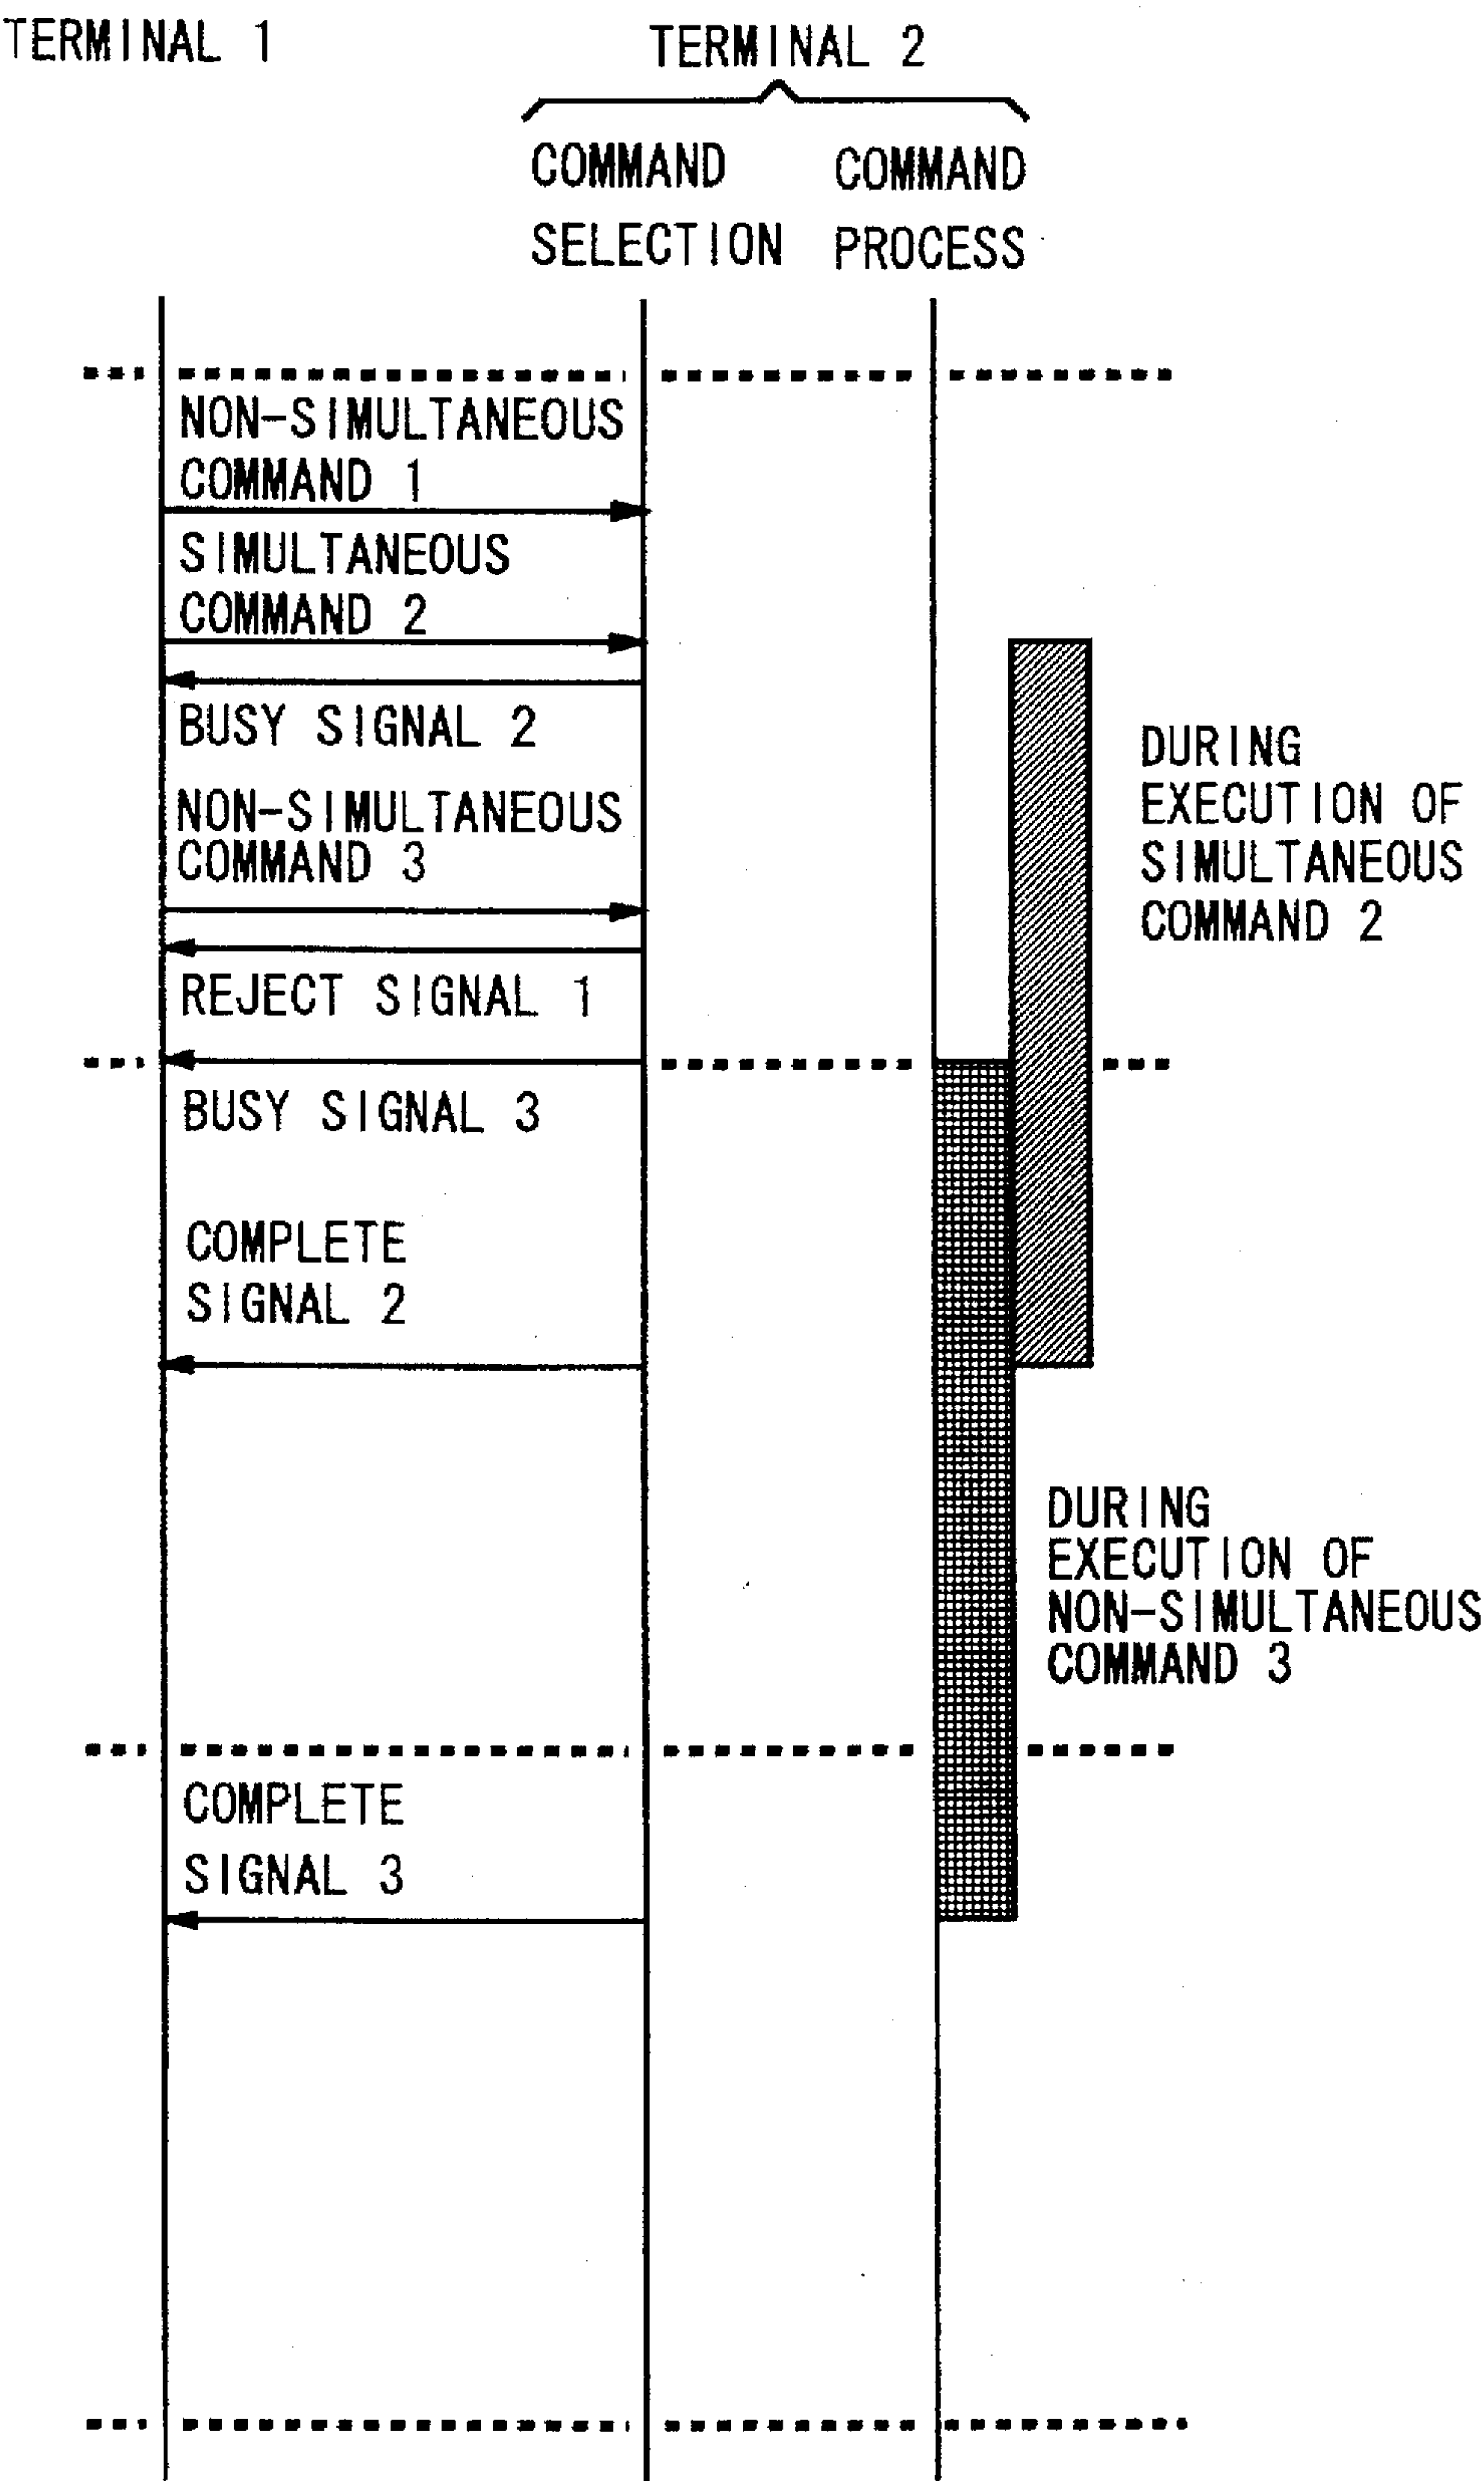 TERMINAL 1
TERMINAL 2
COMMAND SELECTION
COMMAND PROCESS
NON-SIMULTANEOUS
COMMAND 1
SIMULTANEOUS
COMMAND 2
BUSY SIGNAL 2
NON-SIMULTANEOUS
COMMAND 3
REJECT SIGNAL 1
BUSY SIGNAL 3
COMPLETE
SIGNAL 2
COMPLETE
SIGNAL 3
DURING
EXECUTION OF
SIMULTANEOUS
COMMAND 2
DURING
EXECUTION OF
NON-SIMULTANEOUS
COMMAND 3